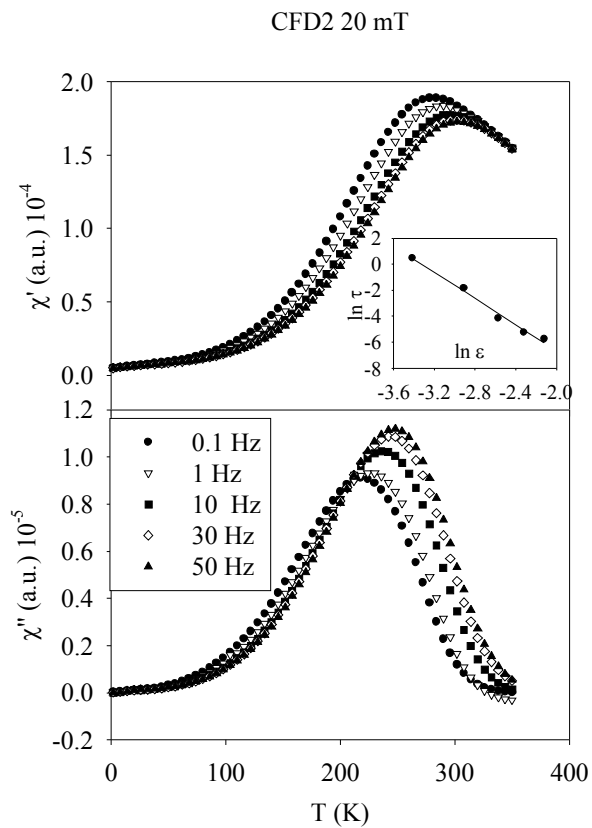 CFD2 20 mT
χ' (a.u.) 10⁻⁴
2.0
1.5
1.0
0.5
0.0
ln τ
2
0
-2
-4
-6
-8
ln ε
-3.6 -2.8 -2.4 -2.0
χ'' (a.u.) 10⁻⁵
1.2
1.0
0.8
0.6
0.4
0.2
0.0
-0.2
0.1 Hz
1 Hz
10 Hz
30 Hz
50 Hz
0 100 200 300 400
T (K)